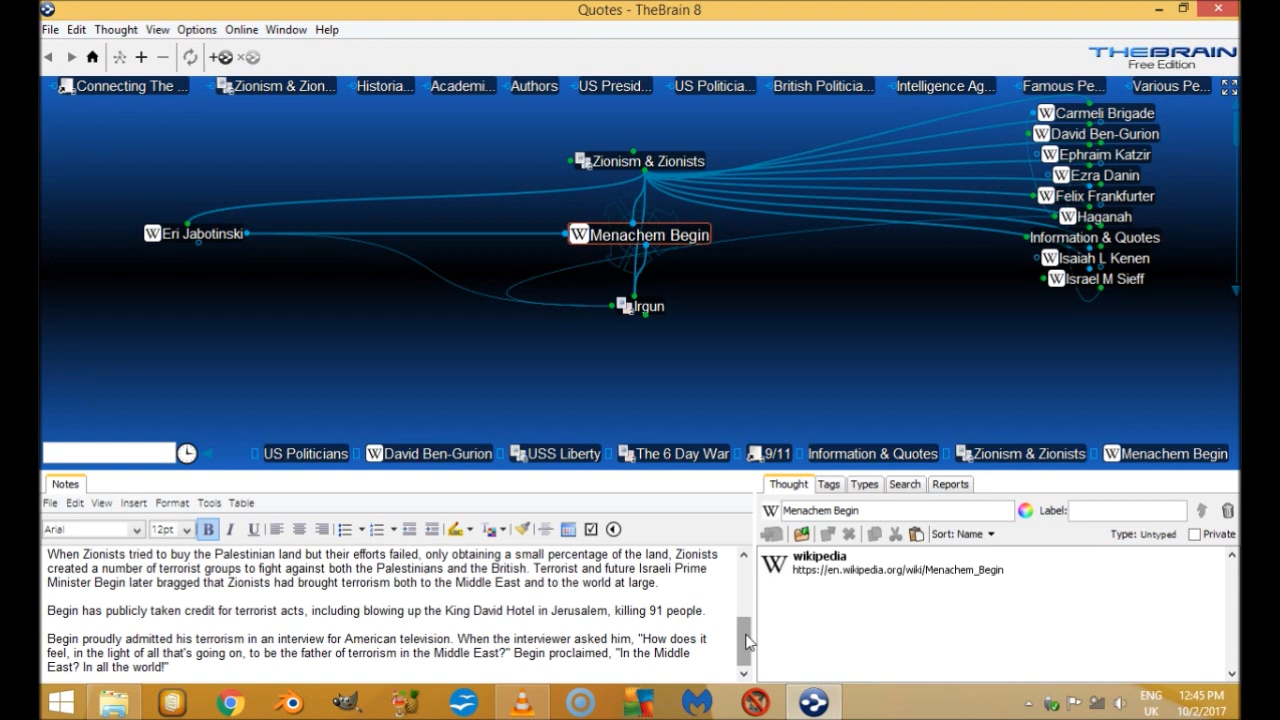 Quotes - TheBrain 8
File Edit Thought View Options Online Window Help
THEBRAIN
Free Edition
Connecting The ... Zionism & Zion... Historia... Academi... Authors US Presid... US Politicia... British Politicia... Intelligence Ag... Famous Pe... Various Pe...
Carmeli Brigade
David Ben-Gurion
Zionism & Zionists
Ephraim Katzir
Ezra Danin
Felix Frankfurter
Haganah
Eri Jabotinski
Menachem Begin
Information & Quotes
Isaiah L Kenen
Israel M Sieff
Irgun
US Politicians David Ben-Gurion USS Liberty The 6 Day War 9/11 Information & Quotes Zionism & Zionists Menachem Begin
Notes
Thought Tags Types Search Reports
File Edit View Insert Format Tools Table
Menachem Begin Label:
Arial 12pt B I U
Sort: Name Type: Untyped Private
When Zionists tried to buy the Palestinian land but their efforts failed, only obtaining a small percentage of the land, Zionists
created a number of terrorist groups to fight against both the Palestinians and the British. Terrorist and future Israeli Prime
Minister Begin later bragged that Zionists had brought terrorism both to the Middle East and to the world at large.
Begin has publicly taken credit for terrorist acts, including blowing up the King David Hotel in Jerusalem, killing 91 people.
Begin proudly admitted his terrorism in an interview for American television. When the interviewer asked him, "How does it
feel, in the light of all that's going on, to be the father of terrorism in the Middle East?" Begin proclaimed, "In the Middle
East? In all the world!"
wikipedia
https://en.wikipedia.org/wiki/Menachem_Begin
ENG
UK
12:45 PM
10/2/2017